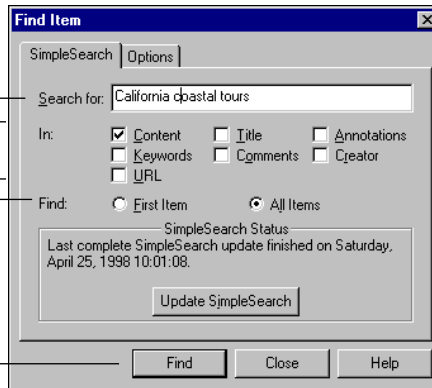 Find Item
SimpleSearch Options
Search for: California coastal tours
In: Content Title Annotations
Keywords Comments Creator
URL
Find: First Item All Items
SimpleSearch Status
Last complete SimpleSearch update finished on Saturday,
April 25, 1998 10:01:08.
Update SimpleSearch
Find Close Help